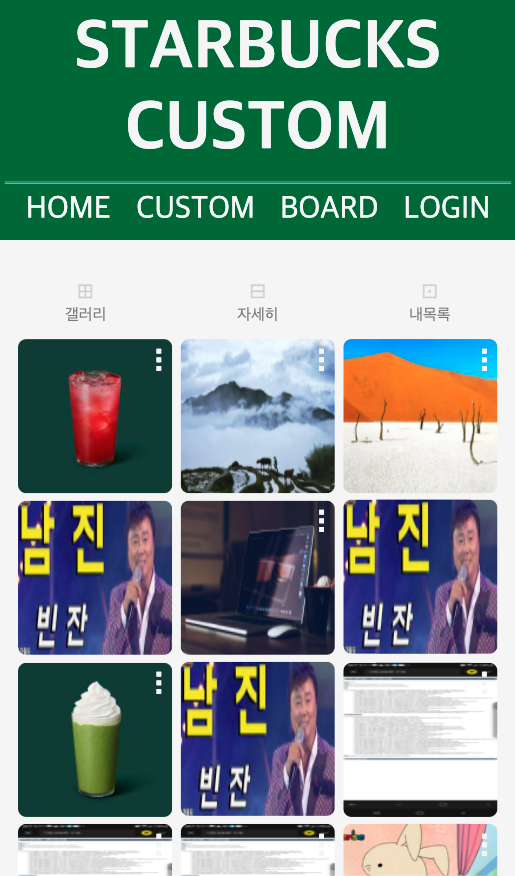 STARBUCKS
CUSTOM
HOME CUSTOM BOARD LOGIN
갤러리 자세히 내목록
남 진
빈 잔
남 진
빈 잔
남 진
빈 잔